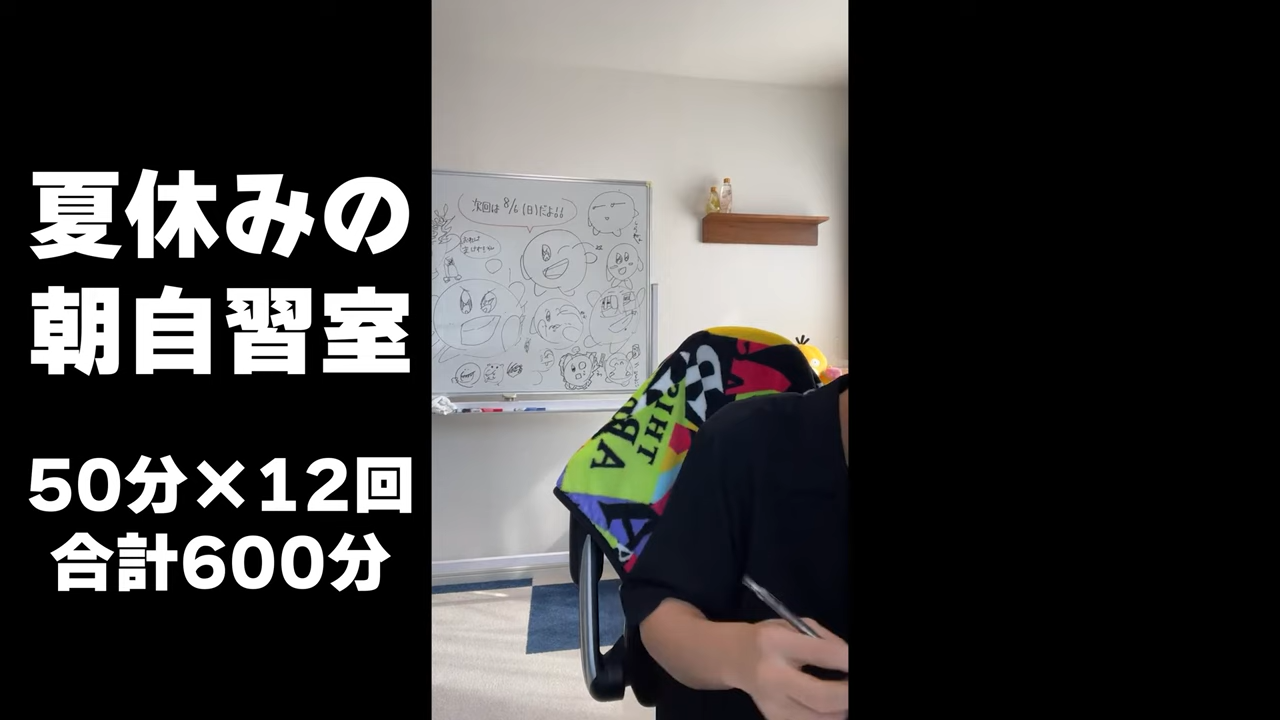 夏休みの
朝自習室
50分×12回
合計600分
次回は 8/6 (日)だよ!!